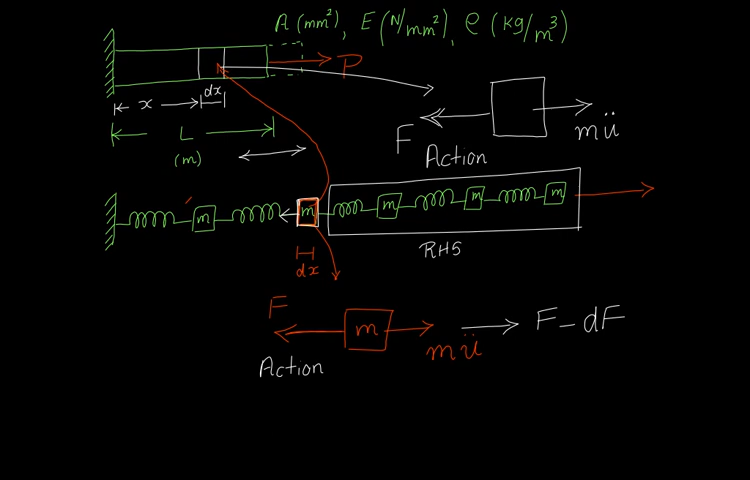 A (mm²), E (N/mm²), ρ (kg/m³)
P
x dx
L
(m)
F mü
Action
m m m m m
RHS
dx
F m mü F - dF
Action